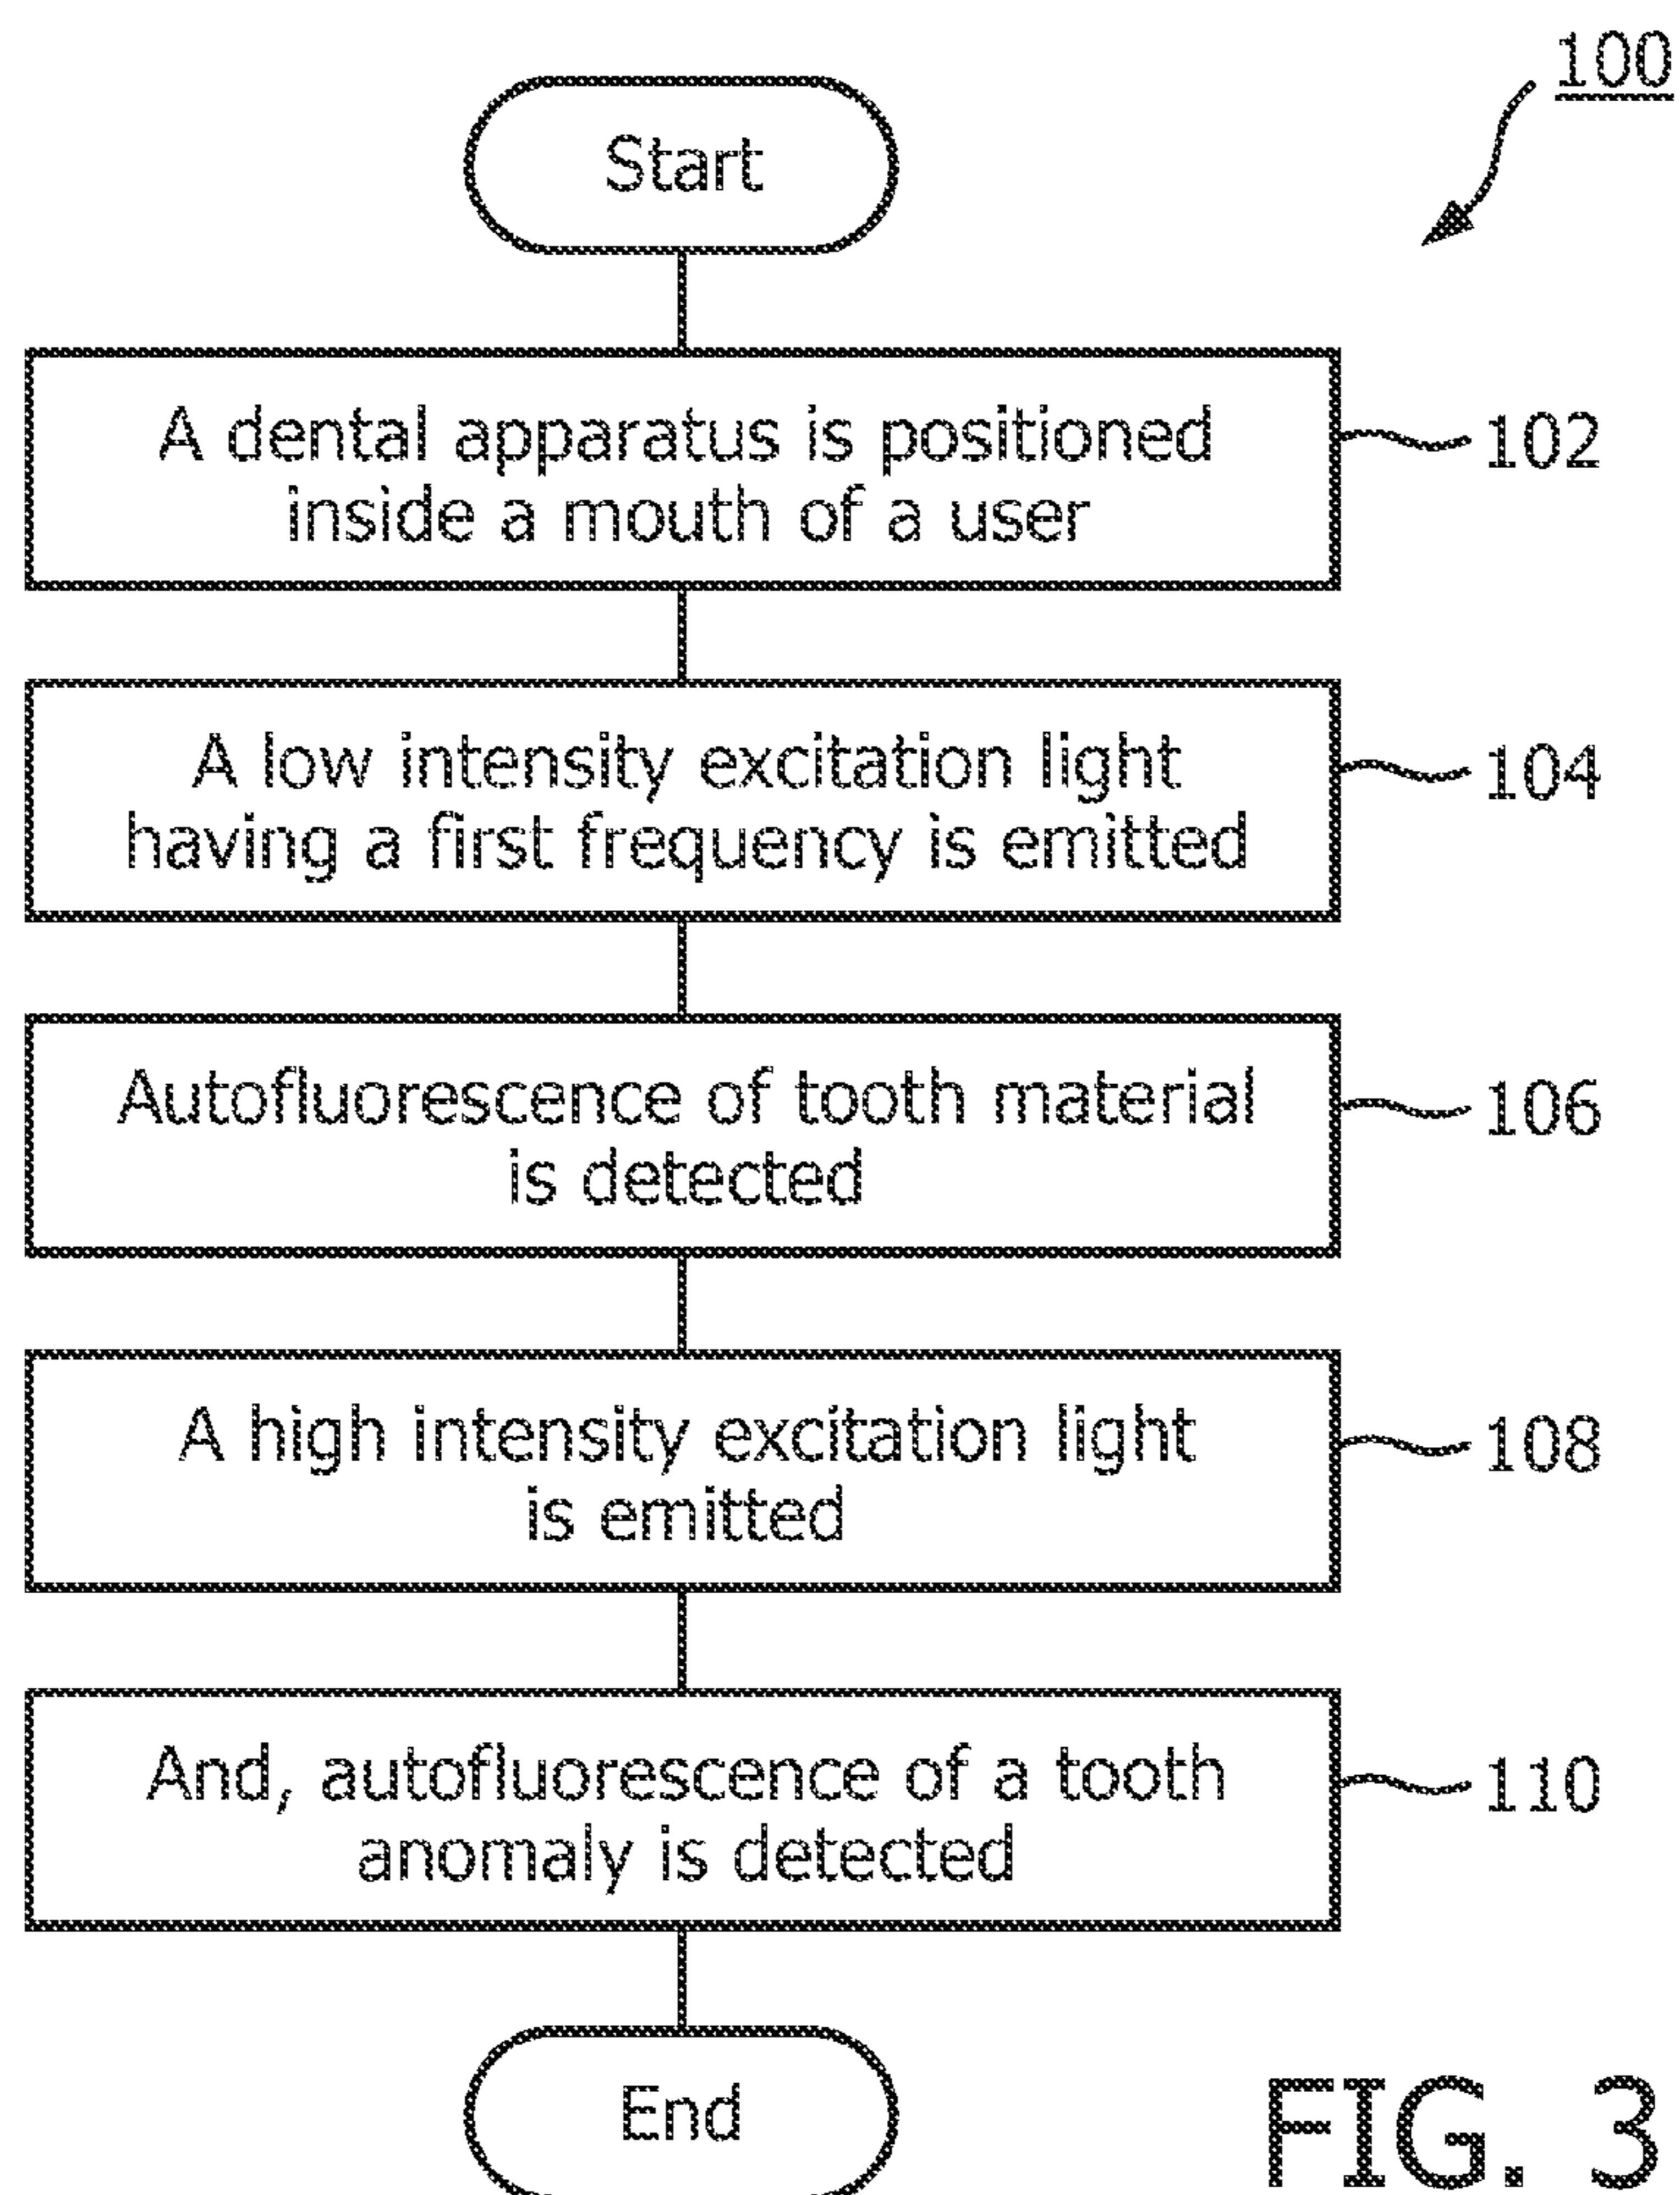 100
Start
A dental apparatus is positioned
inside a mouth of a user
102
A low intensity excitation light
having a first frequency is emitted
104
Autofluorescence of tooth material
is detected
106
A high intensity excitation light
is emitted
108
And, autofluorescence of a tooth
anomaly is detected
110
End
FIG. 3